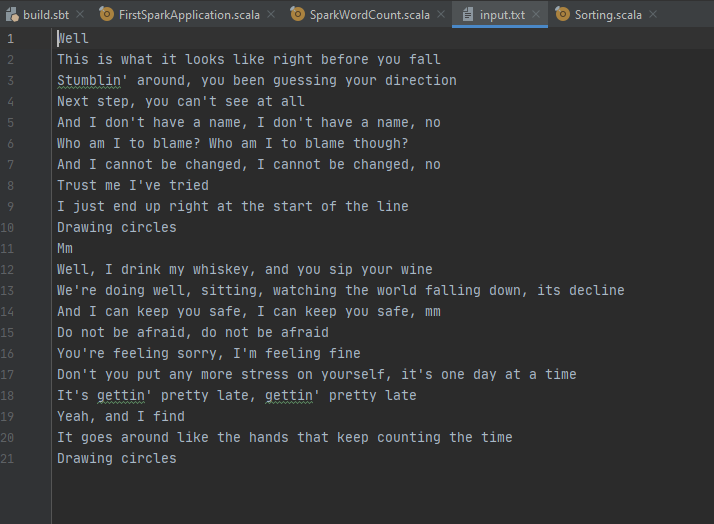 build.sbt FirstSparkApplication.scala SparkWordCount.scala input.txt Sorting.scala
1 Well
2 This is what it looks like right before you fall
3 Stumblin' around, you been guessing your direction
4 Next step, you can't see at all
5 And I don't have a name, I don't have a name, no
6 Who am I to blame? Who am I to blame though?
7 And I cannot be changed, I cannot be changed, no
8 Trust me I've tried
9 I just end up right at the start of the line
10 Drawing circles
11 Mm
12 Well, I drink my whiskey, and you sip your wine
13 We're doing well, sitting, watching the world falling down, its decline
14 And I can keep you safe, I can keep you safe, mm
15 Do not be afraid, do not be afraid
16 You're feeling sorry, I'm feeling fine
17 Don't you put any more stress on yourself, it's one day at a time
18 It's gettin' pretty late, gettin' pretty late
19 Yeah, and I find
20 It goes around like the hands that keep counting the time
21 Drawing circles